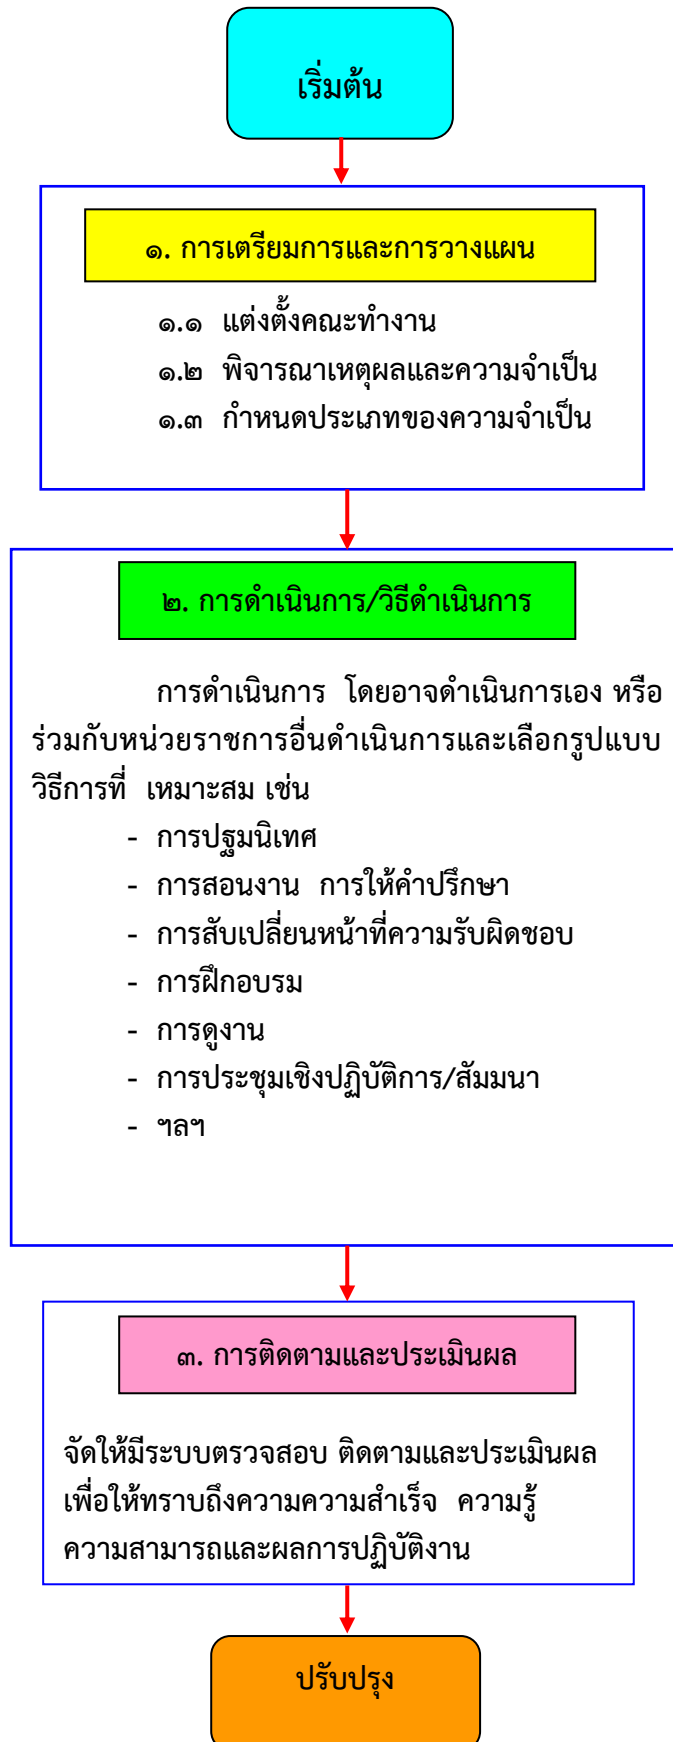 เริ่มต้น
๑. การเตรียมการและการวางแผน
๑.๑ แต่งตั้งคณะทำงาน
๑.๒ พิจารณาเหตุผลและความจำเป็น
๑.๓ กำหนดประเภทของความจำเป็น
๒. การดำเนินการ/วิธีดำเนินการ
การดำเนินการ โดยอาจดำเนินการเอง หรือ
ร่วมกับหน่วยราชการอื่นดำเนินการและเลือกรูปแบบ
วิธีการที่ เหมาะสม เช่น
- การปฐมนิเทศ
- การสอนงาน การให้คำปรึกษา
- การสับเปลี่ยนหน้าที่ความรับผิดชอบ
- การฝึกอบรม
- การดูงาน
- การประชุมเชิงปฏิบัติการ/สัมมนา
- ฯลฯ
๓. การติดตามและประเมินผล
จัดให้มีระบบตรวจสอบ ติดตามและประเมินผล
เพื่อให้ทราบถึงความความสำเร็จ ความรู้
ความสามารถและผลการปฏิบัติงาน
ปรับปรุง